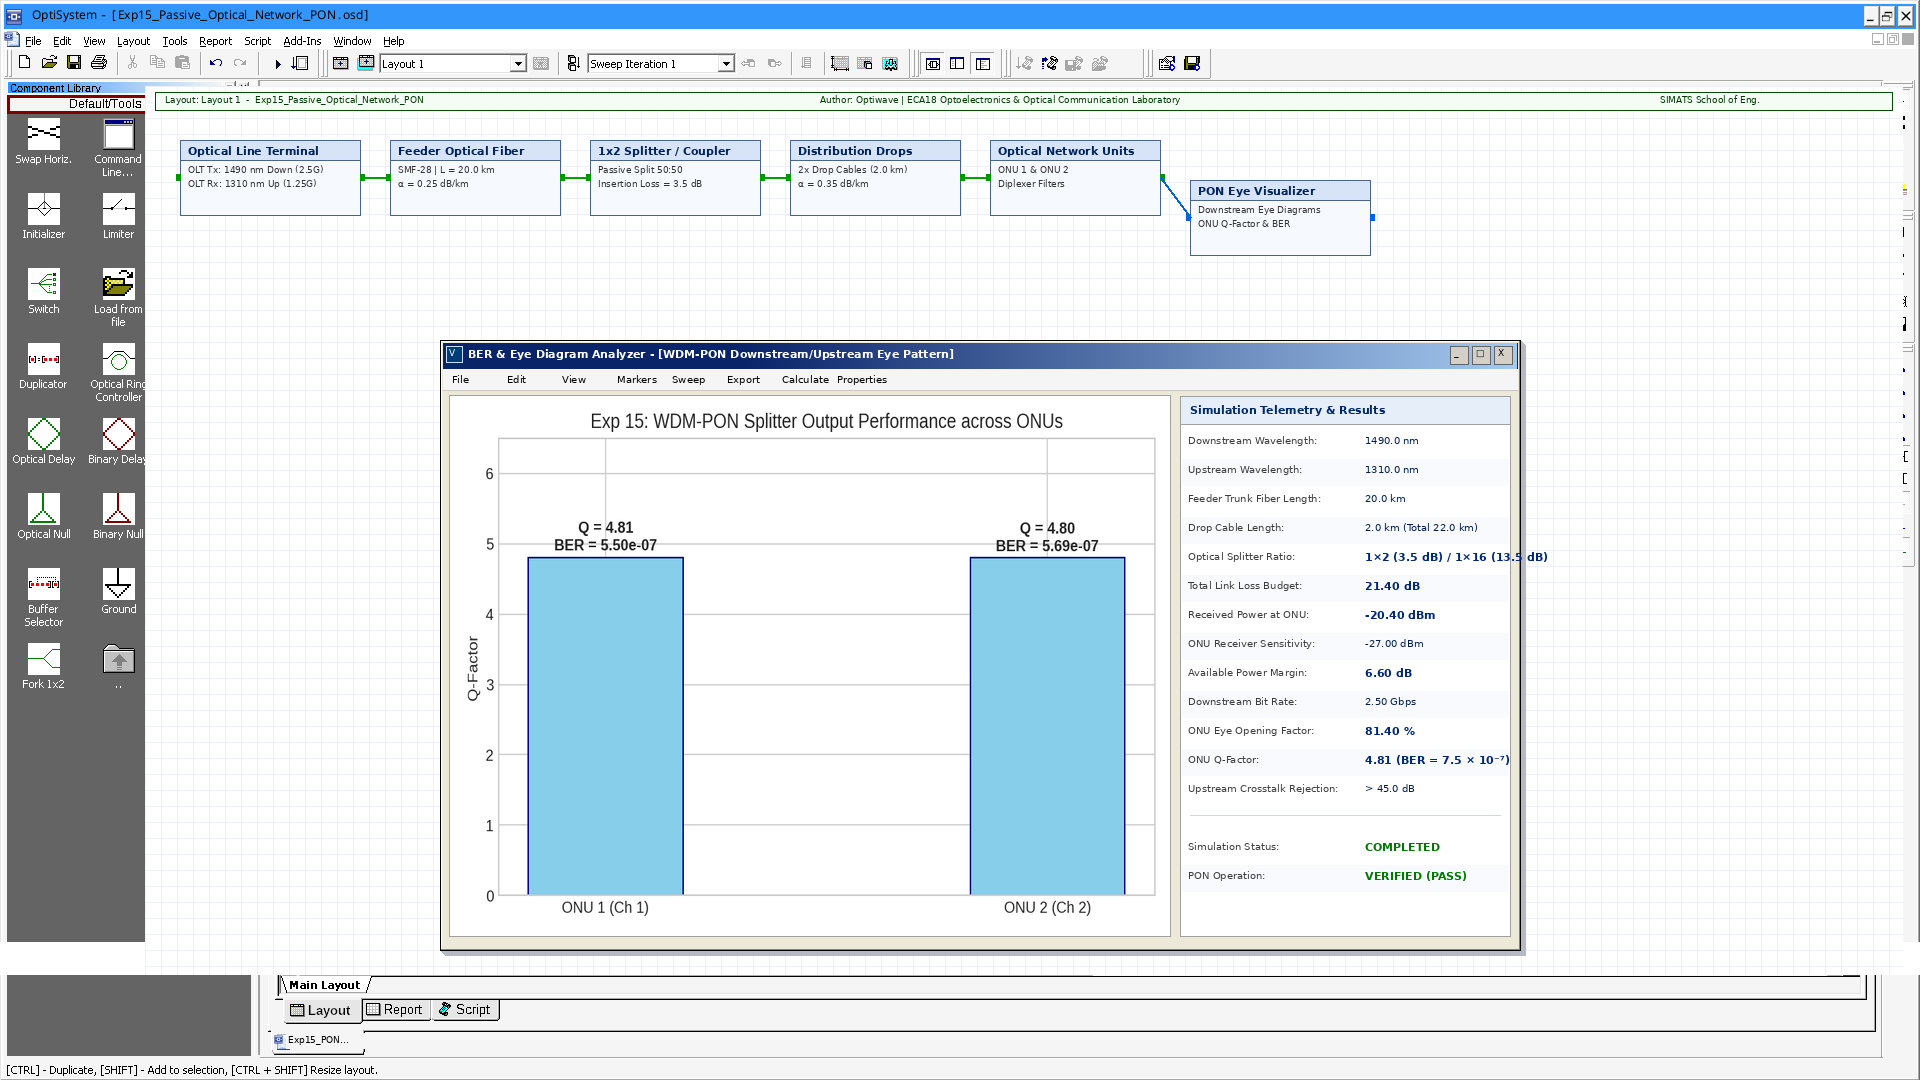 OptiSystem - [Exp15_Passive_Optical_Network_PON.osd]
File Edit View Layout Tools Report Script Add-Ins Window Help
Layout 1
Sweep Iteration 1
Component Library
Default/Tools
Layout: Layout 1 - Exp15_Passive_Optical_Network_PON
Author: Optiwave | ECA18 Optoelectronics & Optical Communication Laboratory
SIMATS School of Eng.
Swap Horiz.
Command Line...
Initializer
Limiter
Switch
Load from file
Duplicator
Optical Ring Controller
Optical Delay
Binary Delay
Optical Null
Binary Null
Buffer Selector
Ground
Fork 1x2
..
Optical Line Terminal
OLT Tx: 1490 nm Down (2.5G)
OLT Rx: 1310 nm Up (1.25G)
Feeder Optical Fiber
SMF-28 | L = 20.0 km
α = 0.25 dB/km
1x2 Splitter / Coupler
Passive Split 50:50
Insertion Loss = 3.5 dB
Distribution Drops
2x Drop Cables (2.0 km)
α = 0.35 dB/km
Optical Network Units
ONU 1 & ONU 2
Diplexer Filters
PON Eye Visualizer
Downstream Eye Diagrams
ONU Q-Factor & BER
V
BER & Eye Diagram Analyzer - [WDM-PON Downstream/Upstream Eye Pattern]
_ □ X
File Edit View Markers Sweep Export Calculate Properties
Exp 15: WDM-PON Splitter Output Performance across ONUs
Q-Factor
6
5
4
3
2
1
0
Q = 4.81
BER = 5.50e-07
Q = 4.80
BER = 5.69e-07
ONU 1 (Ch 1)
ONU 2 (Ch 2)
Simulation Telemetry & Results
Downstream Wavelength: 1490.0 nm
Upstream Wavelength: 1310.0 nm
Feeder Trunk Fiber Length: 20.0 km
Drop Cable Length: 2.0 km (Total 22.0 km)
Optical Splitter Ratio: 1×2 (3.5 dB) / 1×16 (13.5 dB)
Total Link Loss Budget: 21.40 dB
Received Power at ONU: -20.40 dBm
ONU Receiver Sensitivity: -27.00 dBm
Available Power Margin: 6.60 dB
Downstream Bit Rate: 2.50 Gbps
ONU Eye Opening Factor: 81.40 %
ONU Q-Factor: 4.81 (BER = 7.5 × 10⁻⁷)
Upstream Crosstalk Rejection: > 45.0 dB
Simulation Status: COMPLETED
PON Operation: VERIFIED (PASS)
Main Layout
Layout Report Script
Exp15_PON...
[CTRL] - Duplicate, [SHIFT] - Add to selection, [CTRL + SHIFT] Resize layout.